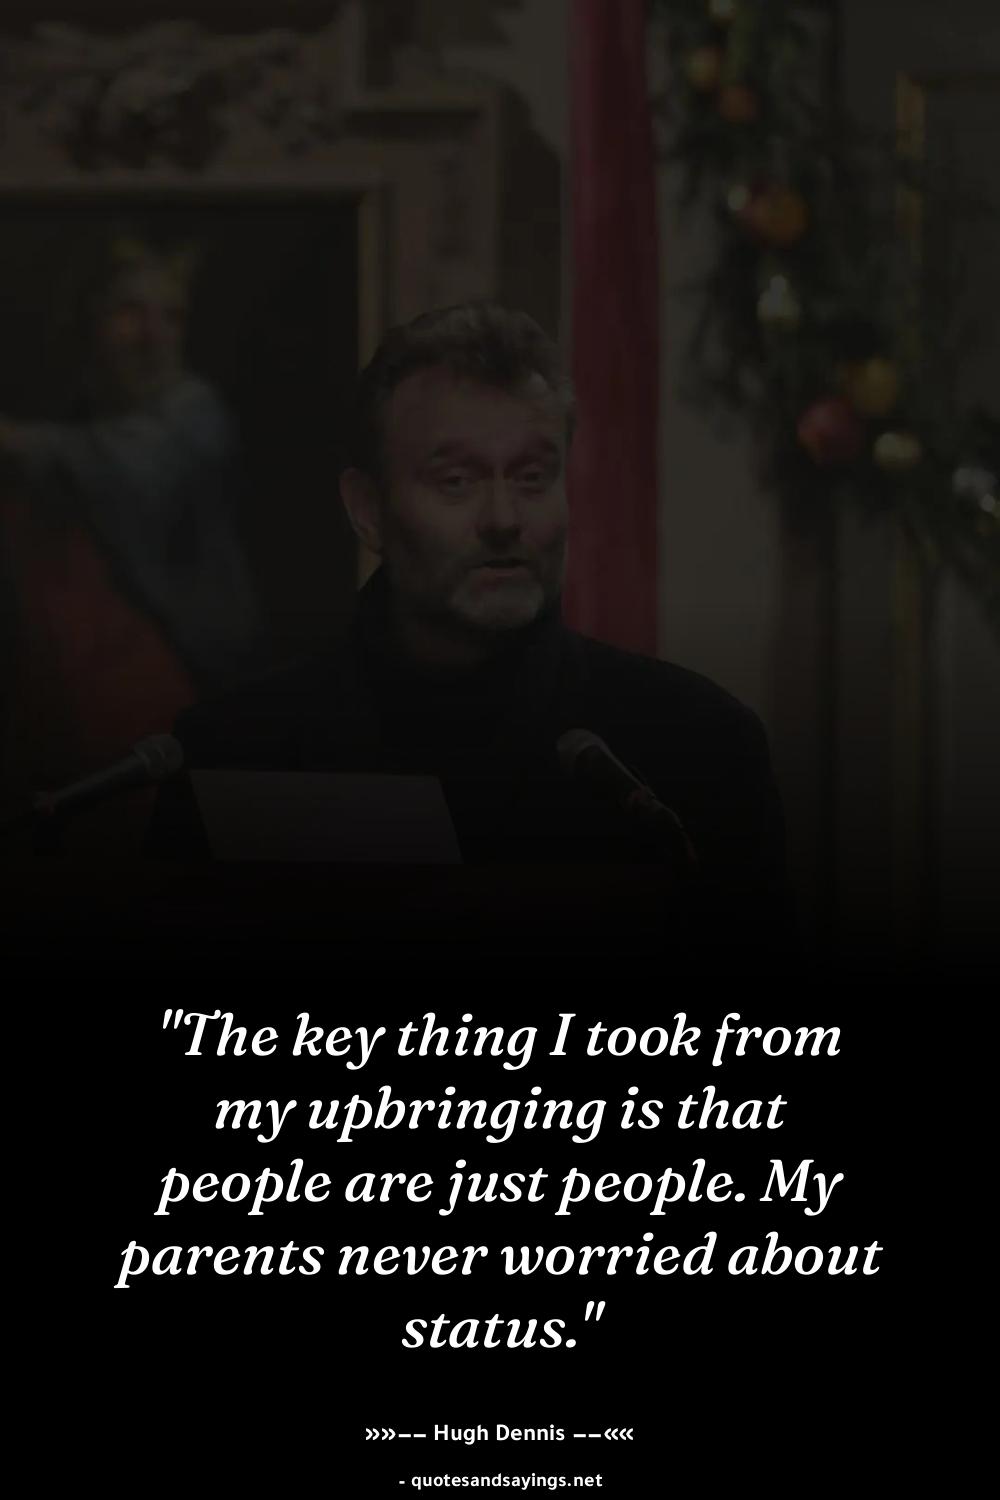 "The key thing I took from
my upbringing is that
people are just people. My
parents never worried about
status."
»»–– Hugh Dennis ––««
- quotesandsayings.net